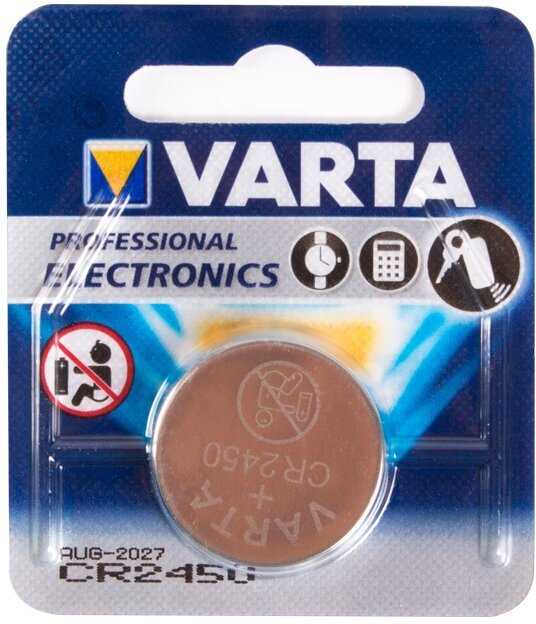 VARTA
PROFESSIONAL
ELECTRONICS
CR2450
+
VARTA
AUG-2027
CR2450